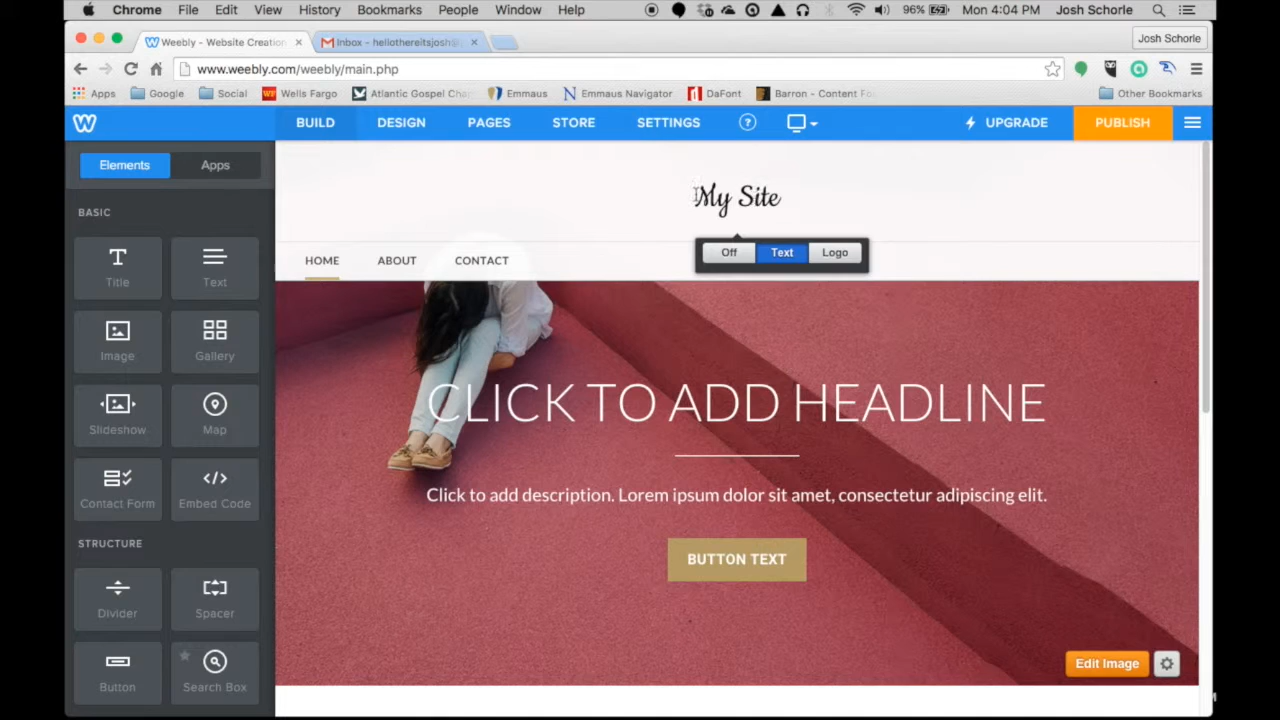 Chrome File Edit View History Bookmarks People Window Help 96% Mon 4:04 PM Josh Schorle
Weebly - Website Creation Inbox - hellothereitsjosh@ Josh Schorle
www.weebly.com/weebly/main.php
Apps Google Social Wells Fargo Atlantic Gospel Cha Emmaus Emmaus Navigator DaFont Barron - Content Fo Other Bookmarks
BUILD DESIGN PAGES STORE SETTINGS ? UPGRADE PUBLISH
Elements Apps
My Site
BASIC
Off Text Logo
HOME ABOUT CONTACT
Title Text
Image Gallery
CLICK TO ADD HEADLINE
Slideshow Map
Click to add description. Lorem ipsum dolor sit amet, consectetur adipiscing elit.
Contact Form Embed Code
STRUCTURE
BUTTON TEXT
Divider Spacer
Edit Image
Button Search Box